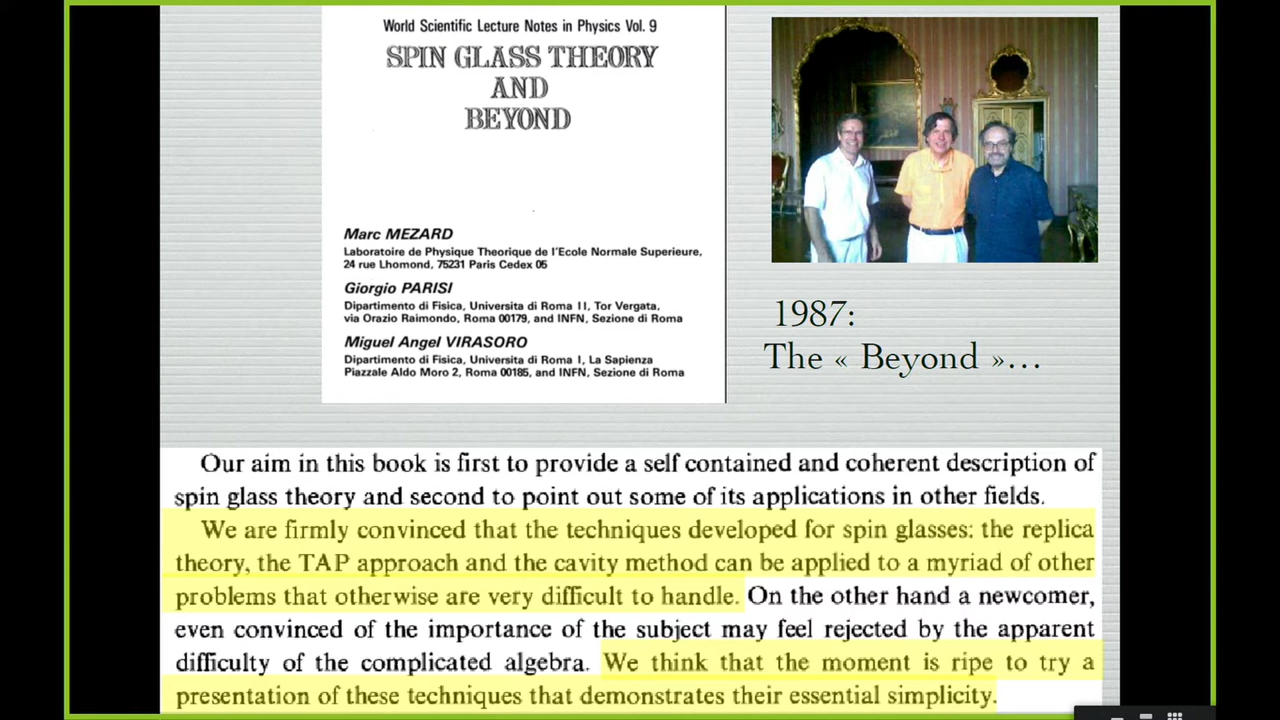 World Scientific Lecture Notes in Physics Vol. 9
SPIN GLASS THEORY
AND
BEYOND
Marc MEZARD
Laboratoire de Physique Theorique de l'Ecole Normale Superieure,
24 rue Lhomond, 75231 Paris Cedex 05
Giorgio PARISI
Dipartimento di Fisica, Universita di Roma II, Tor Vergata,
via Orazio Raimondo, Roma 00179, and INFN, Sezione di Roma
Miguel Angel VIRASORO
Dipartimento di Fisica, Universita di Roma I, La Sapienza
Piazzale Aldo Moro 2, Roma 00185, and INFN, Sezione di Roma
1987:
The « Beyond »...
Our aim in this book is first to provide a self contained and coherent description of
spin glass theory and second to point out some of its applications in other fields.
We are firmly convinced that the techniques developed for spin glasses: the replica
theory, the TAP approach and the cavity method can be applied to a myriad of other
problems that otherwise are very difficult to handle. On the other hand a newcomer,
even convinced of the importance of the subject may feel rejected by the apparent
difficulty of the complicated algebra. We think that the moment is ripe to try a
presentation of these techniques that demonstrates their essential simplicity.